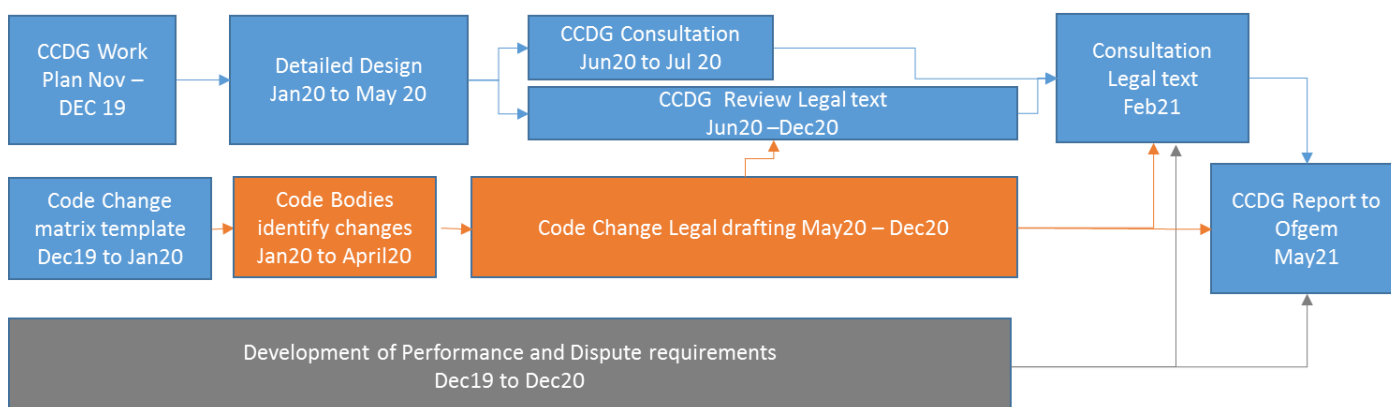 CCDG Work
Plan Nov –
DEC 19
Detailed Design
Jan20 to May 20
CCDG Consultation
Jun20 to Jul 20
CCDG  Review Legal text
Jun20 –Dec20
Consultation
Legal text
Feb21
Code Change
matrix template
Dec19 to Jan20
Code Bodies
identify changes
Jan20 to April20
Code Change Legal drafting May20 – Dec20
CCDG Report to
Ofgem
May21
Development of Performance and Dispute requirements
Dec19 to Dec20